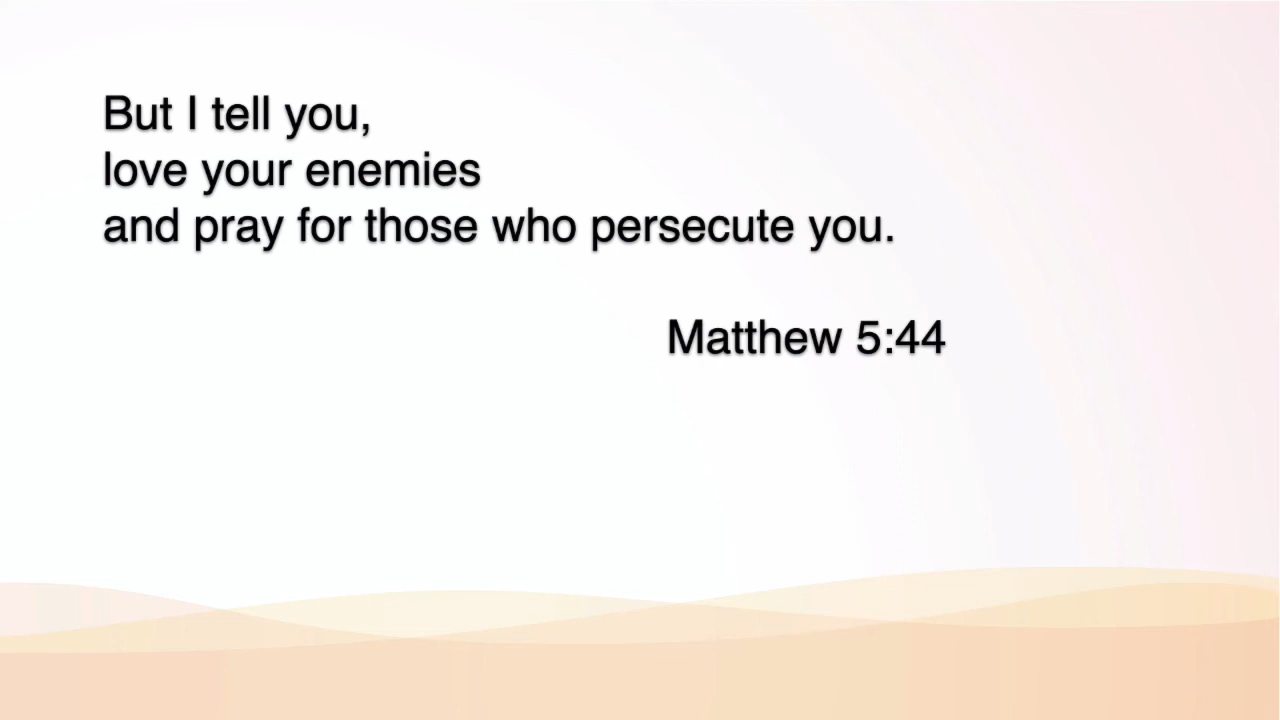 But I tell you,
love your enemies
and pray for those who persecute you.
Matthew 5:44